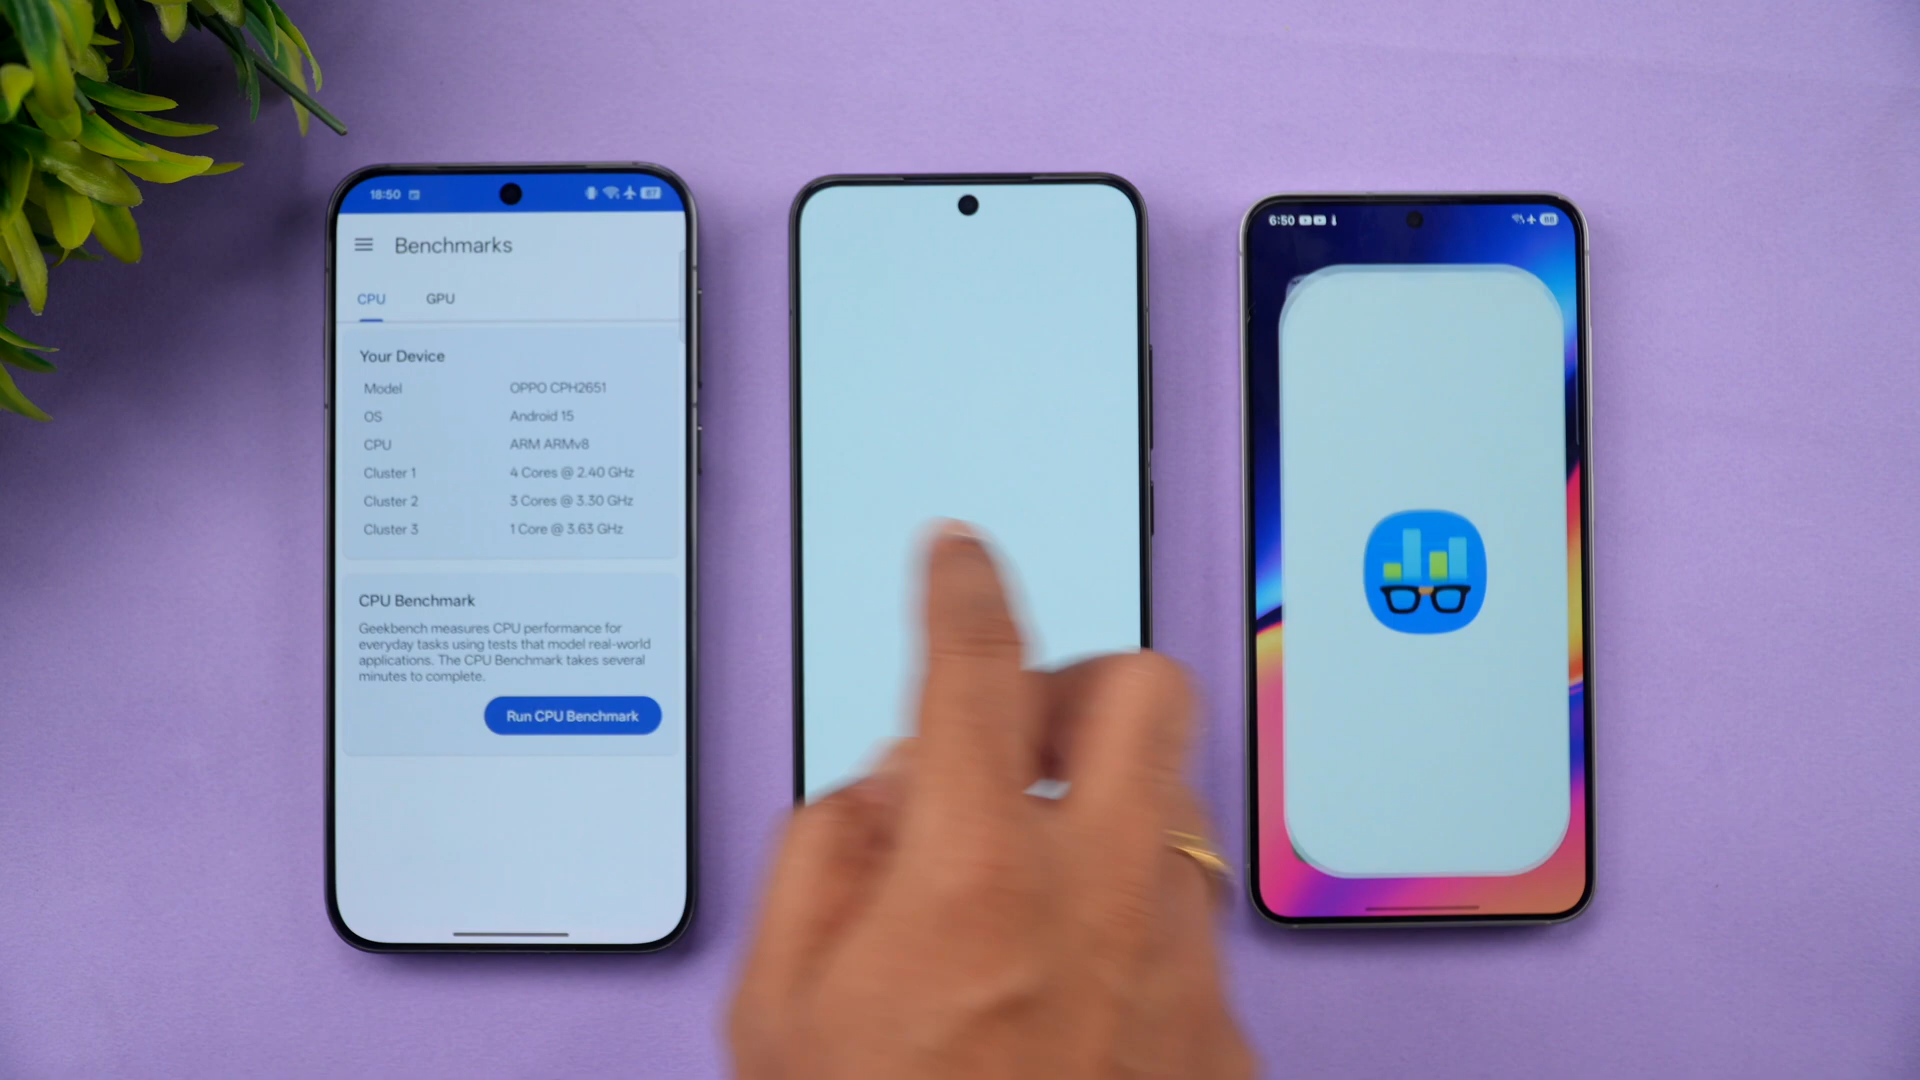 18:50
87
Benchmarks
CPU GPU
Your Device
Model OPPO CPH2651
OS Android 15
CPU ARM ARMv8
Cluster 1 4 Cores @ 2.40 GHz
Cluster 2 3 Cores @ 3.30 GHz
Cluster 3 1 Core @ 3.63 GHz
CPU Benchmark
Geekbench measures CPU performance for
everyday tasks using tests that model real-world
applications. The CPU Benchmark takes several
minutes to complete.
Run CPU Benchmark
6:50
88